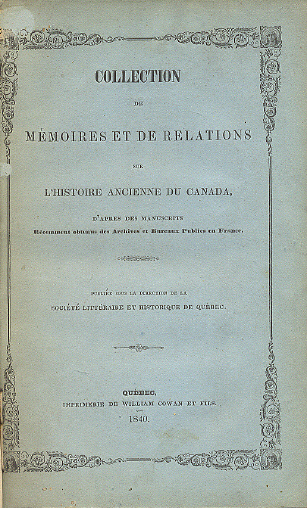 COLLECTION
DE
MÉMOIRES ET DE RELATIONS
SUR
L'HISTOIRE ANCIENNE DU CANADA,
D'APRÈS DES MANUSCRITS
Récemment obtenus des Archives et Bureaux Publics en France.
PUBLIÉE SOUS LA DIRECTION DE LA
SOCIÉTÉ LITTÉRAIRE ET HISTORIQUE DE QUÉBEC.
QUÉBEC,
IMPRIMERIE DE WILLIAM COWAN ET FILS.
1840.